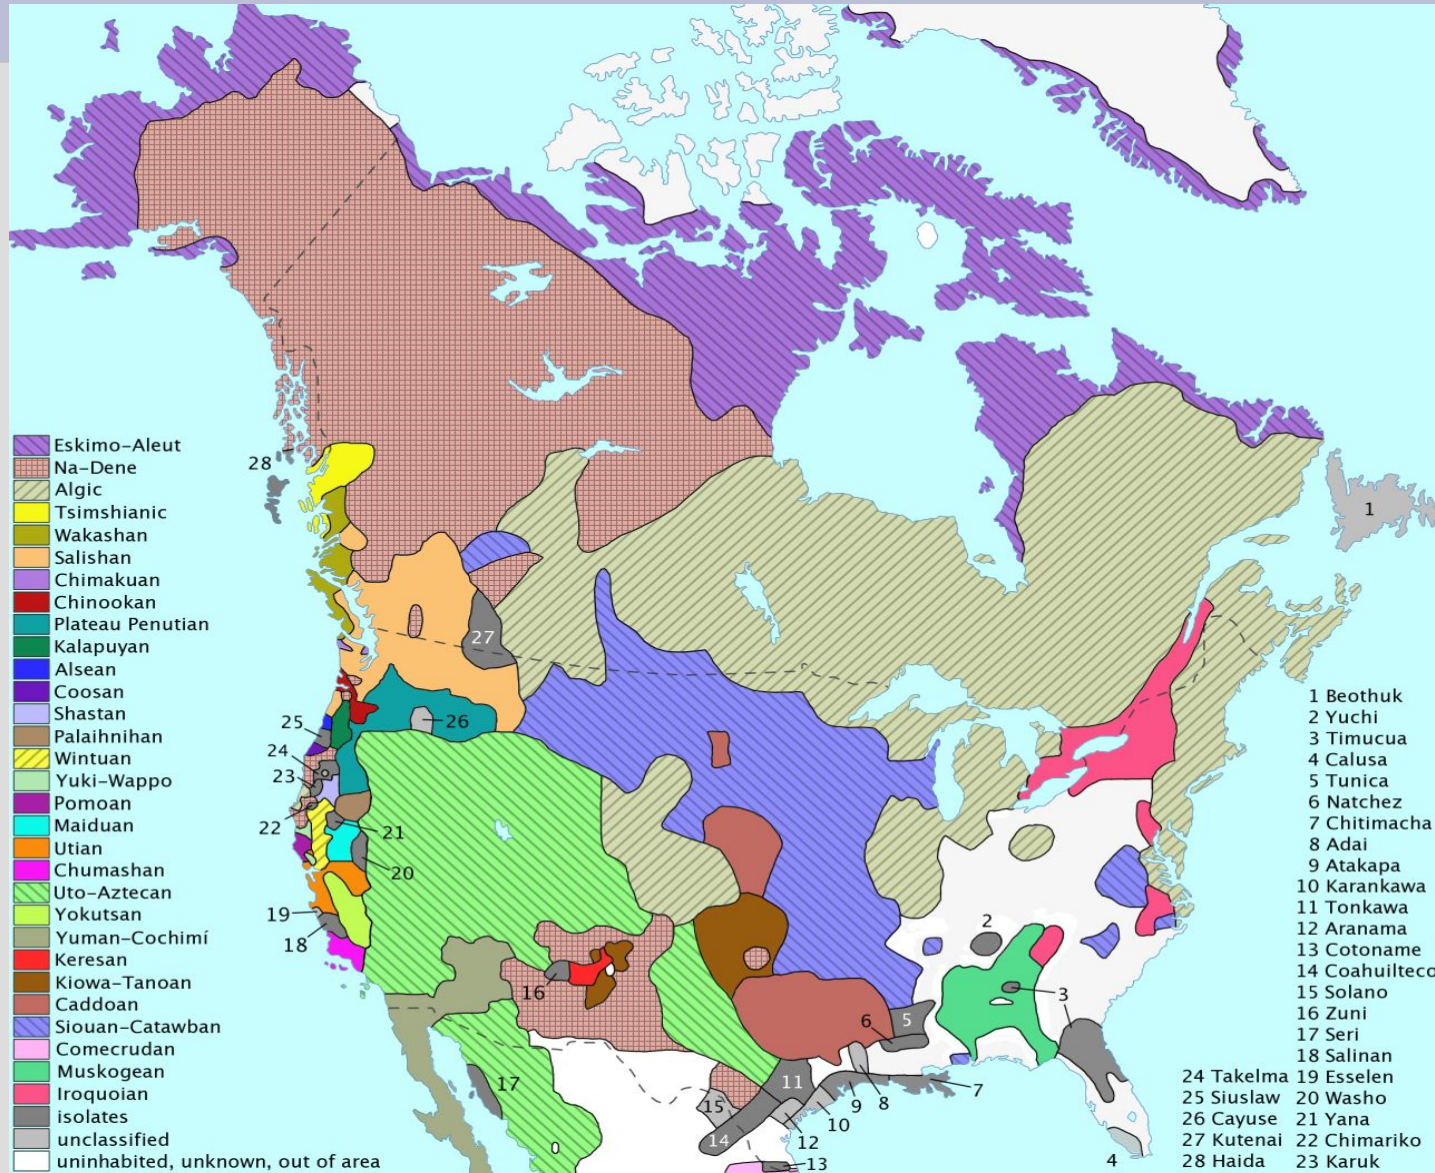 Eskimo-Aleut
Na-Dene
Algic
Tsimshianic
Wakashan
Salishan
Chimakuan
Chinookan
Plateau Penutian
Kalapuyan
Alsean
Coosan
Shastan
Palaihnihan
Wintuan
Yuki-Wappo
Pomoan
Maiduan
Utian
Chumashan
Uto-Aztecan
Yokutsan
Yuman-Cochimí
Keresan
Kiowa-Tanoan
Caddoan
Siouan-Catawban
Comecrudan
Muskogean
Iroquoian
isolates
unclassified
uninhabited, unknown, out of area
28
27
26
25
24
23
22
21
20
19
18
16
17
15
14
11
12
13
10
9
8
7
6
5
2
3
4
1
1 Beothuk
2 Yuchi
3 Timucua
4 Calusa
5 Tunica
6 Natchez
7 Chitimacha
8 Adai
9 Atakapa
10 Karankawa
11 Tonkawa
12 Aranama
13 Cotoname
14 Coahuilteco
15 Solano
16 Zuni
17 Seri
18 Salinan
24 Takelma 19 Esselen
25 Siuslaw 20 Washo
26 Cayuse 21 Yana
27 Kutenai 22 Chimariko
28 Haida 23 Karuk